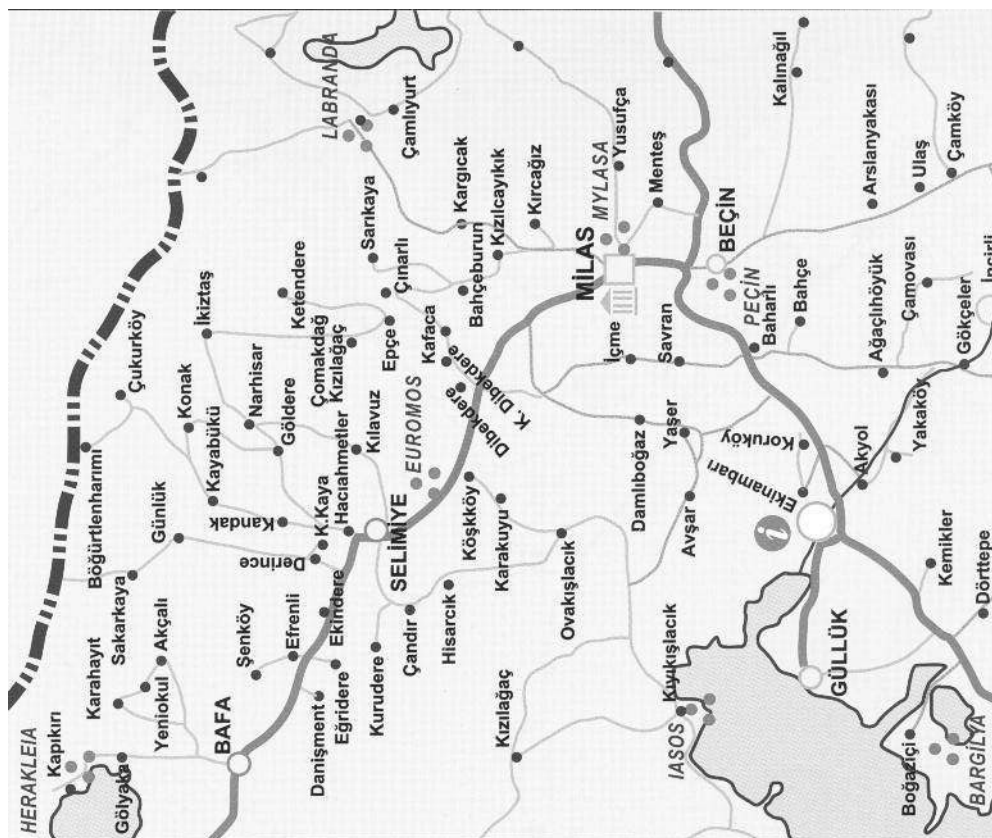 HERAKLEIA
Kapıkırı
Gölyaka
Karahayıt
Yeniokul
Akçalı
Sakarkaya
BAFA
Şenköy
Efrenli
Danişment
Eğridere
Ekindere
Kurudere
Çandır
Hisarcık
Böğürtlenharmı
Çukurköy
Günlük
Konak
Kayabükü
Kandak
Derince
K.Kaya
Hacıahmetler
SELİMİYE
Narhisar
Göldere
Kılavuz
İkiztaş
Ketendere
Çomakdağ
Kızılağaç
Epçe
EUROMOS
Köşkköy
Karakuyu
Ovakışlacık
Kızılağaç
LABRANDA
Çamlıyurt
Sarıkaya
Çınarlı
Kargıcak
Bahçeburun
Kızılcayıkık
Kırcağız
Kafaca
Dibekdere
K. Dibekdere
MYLASA
Yusufça
Menteş
MİLAS
İçme
Savran
BEÇİN
PEÇİN
Baharlı
Bahçe
Damlıboğaz
Yaşer
Avşar
Koruköy
Ekinambarı
Akyol
Yakaköy
Kalınağıl
Arslanyakası
Ulaş
Çamköy
Ağaçlıhöyük
Çamovası
Gökçeler
İncirli
Kemikler
Dörttepe
i
GÜLLÜK
Kıyıkışlacık
IASOS
Boğaziçi
BARGİLYA